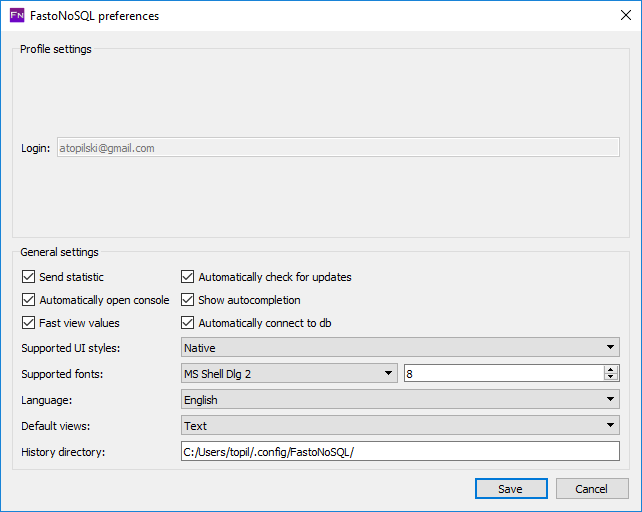 FN FastoNoSQL preferences
Profile settings
Login: atopilski@gmail.com
General settings
Send statistic Automatically check for updates
Automatically open console Show autocompletion
Fast view values Automatically connect to db
Supported UI styles: Native
Supported fonts: MS Shell Dlg 2 8
Language: English
Default views: Text
History directory: C:/Users/topil/.config/FastoNoSQL/
Save Cancel